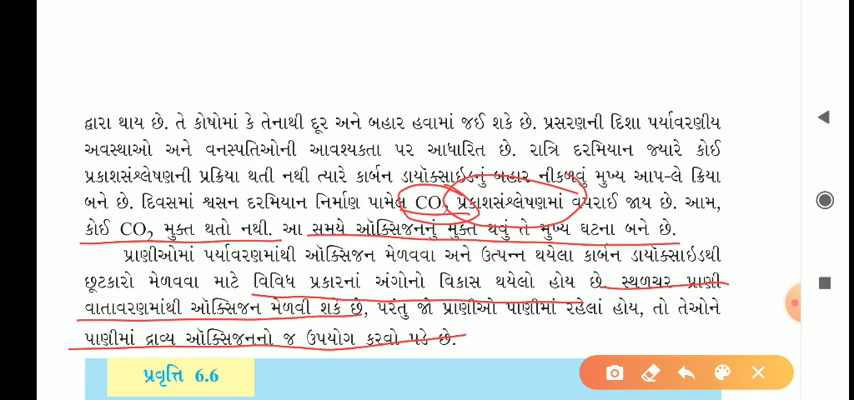 દ્વારા થાય છે. તે કોષોમાં કે તેનાથી દૂર અને બહાર હવામાં જઈ શકે છે. પ્રસરણની દિશા પર્યાવરણીય
અવસ્થાઓ અને વનસ્પતિઓની આવશ્યકતા પર આધારિત છે. રાત્રિ દરમિયાન જ્યારે કોઈ
પ્રકાશસંશ્લેષણની પ્રક્રિયા થતી નથી ત્યારે કાર્બન ડાયૉક્સાઇડનું બહાર નીકળવું મુખ્ય આપ-લે ક્રિયા
બને છે. દિવસમાં શ્વસન દરમિયાન નિર્માણ પામેલ CO₂ પ્રકાશસંશ્લેષણમાં વપરાઈ જાય છે. આમ,
કોઈ CO₂ મુક્ત થતો નથી. આ સમયે ઑક્સિજનનું મુક્ત થવું તે મુખ્ય ઘટના બને છે.
પ્રાણીઓમાં પર્યાવરણમાંથી ઑક્સિજન મેળવવા અને ઉત્પન્ન થયેલા કાર્બન ડાયૉક્સાઇડથી
છૂટકારો મેળવવા માટે વિવિધ પ્રકારનાં અંગોનો વિકાસ થયેલો હોય છે. સ્થળચર પ્રાણી
વાતાવરણમાંથી ઑક્સિજન મેળવી શકે છે, પરંતુ જો પ્રાણીઓ પાણીમાં રહેલાં હોય, તો તેઓને
પાણીમાં દ્રાવ્ય ઑક્સિજનનો જ ઉપયોગ કરવો પડે છે.
પ્રવૃત્તિ 6.6